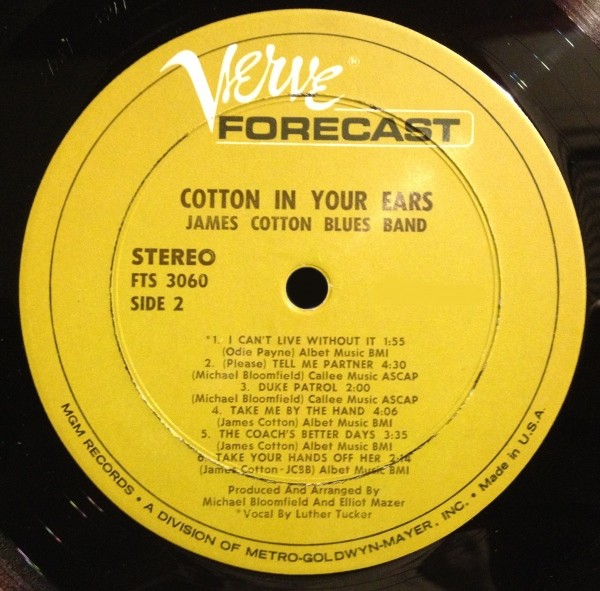 Verve
FORECAST
COTTON IN YOUR EARS
JAMES COTTON BLUES BAND
STEREO
FTS 3060
SIDE 2
*1. I CAN'T LIVE WITHOUT IT 1:55
(Odie Payne) Albet Music BMI
2. (Please) TELL ME PARTNER 4:30
(Michael Bloomfield) Callee Music ASCAP
3. DUKE PATROL 2:00
(Michael Bloomfield) Callee Music ASCAP
4. TAKE ME BY THE HAND 4:06
(James Cotton) Albet Music BMI
5. THE COACH'S BETTER DAYS 3:35
(James Cotton) Albet Music BMI
6. TAKE YOUR HANDS OFF HER 2:14
(James Cotton - JCBB) Albet Music BMI
Produced And Arranged By
Michael Bloomfield And Elliot Mazer
*Vocal By Luther Tucker
MGM RECORDS • A DIVISION OF METRO-GOLDWYN-MAYER, INC. • Made in U.S.A.